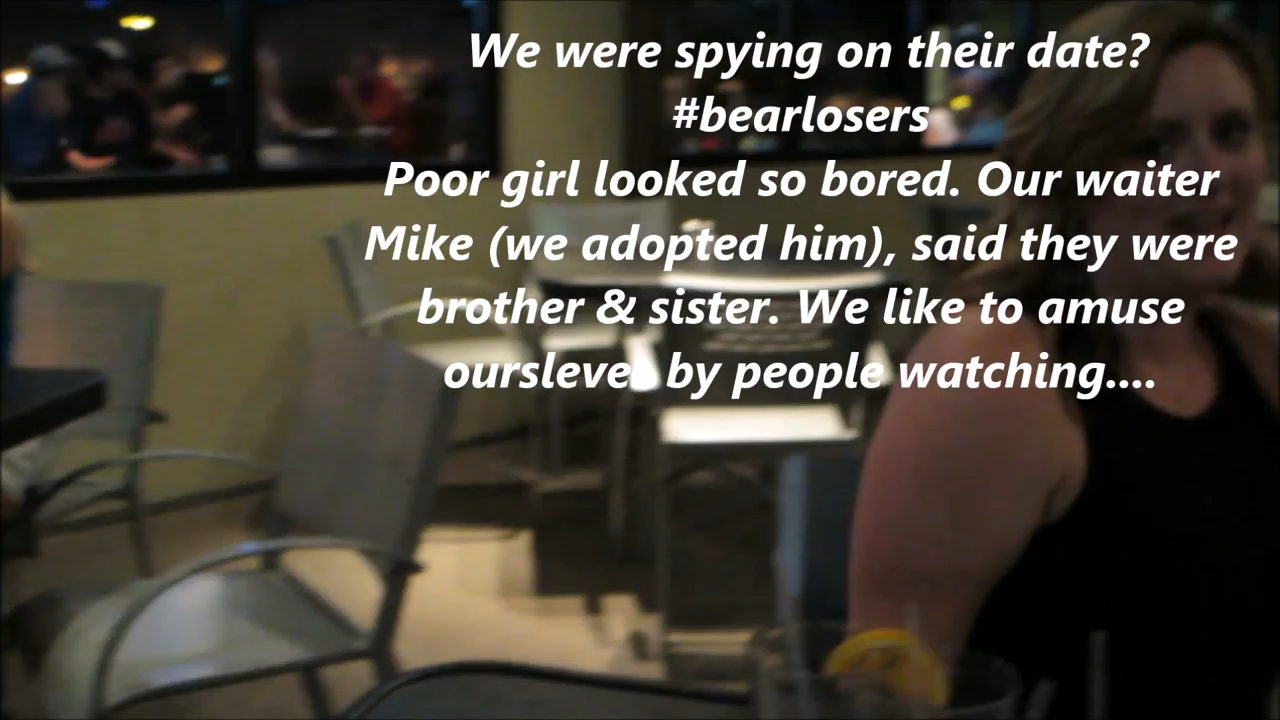 We were spying on their date?
#bearlosers
Poor girl looked so bored. Our waiter
Mike (we adopted him), said they were
brother & sister. We like to amuse
oursleves by people watching....